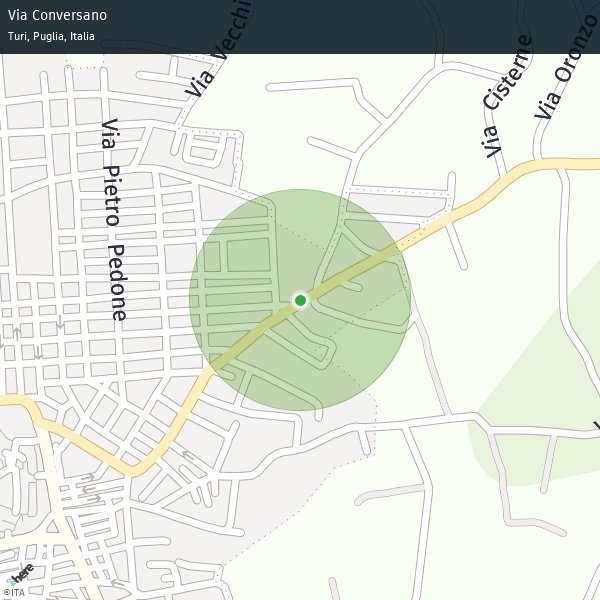 Via Conversano
Turi, Puglia, Italia
Via Vecchi
Via Cisterne
Via Oronzo
Via Pietro Pedone
here
©ITA